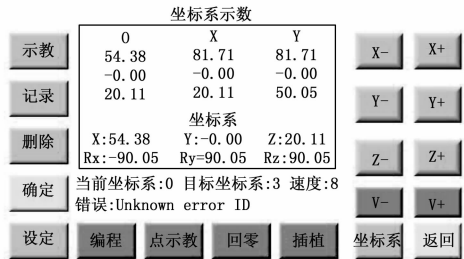 坐标系示数
示教
O X Y
54.38 81.71 81.71
-0.00 -0.00 -0.00
20.11 20.11 50.05
X- X+
记录
Y- Y+
坐标系
删除
X:54.38 Y:-0.00 Z:20.11
Rx:-90.05 Ry=90.05 Rz:90.05
Z- Z+
确定
当前坐标系:0 目标坐标系:3 速度:8
错误:Unknown error ID
V- V+
设定 编程 点示教 回零 插植 坐标系 返回